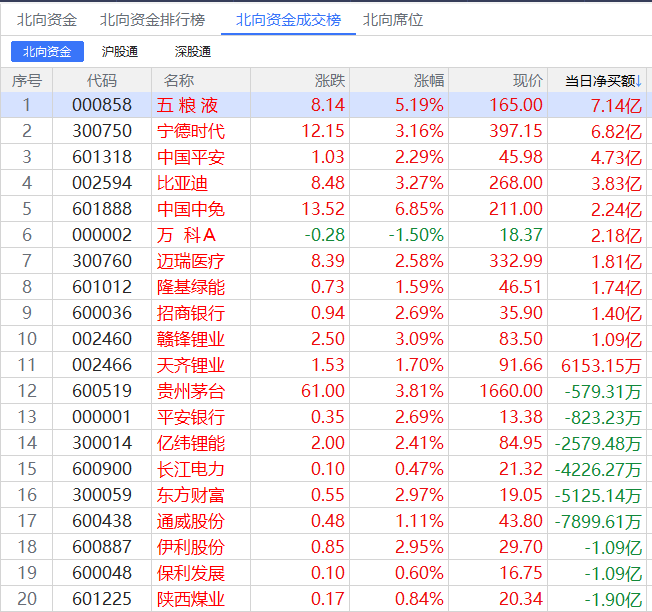 北向资金 北向资金排行榜 北向资金成交榜 北向席位
北向资金 沪股通 深股通
序号 代码 名称 涨跌 涨幅 现价 当日净买额↓
1 000858 五 粮 液 8.14 5.19% 165.00 7.14亿
2 300750 宁德时代 12.15 3.16% 397.15 6.82亿
3 601318 中国平安 1.03 2.29% 45.98 4.73亿
4 002594 比亚迪 8.48 3.27% 268.00 3.83亿
5 601888 中国中免 13.52 6.85% 211.00 2.24亿
6 000002 万 科A -0.28 -1.50% 18.37 2.18亿
7 300760 迈瑞医疗 8.39 2.58% 332.99 1.81亿
8 601012 隆基绿能 0.73 1.59% 46.51 1.74亿
9 600036 招商银行 0.94 2.69% 35.90 1.40亿
10 002460 赣锋锂业 2.50 3.09% 83.50 1.09亿
11 002466 天齐锂业 1.53 1.70% 91.66 6153.15万
12 600519 贵州茅台 61.00 3.81% 1660.00 -579.31万
13 000001 平安银行 0.35 2.69% 13.38 -823.23万
14 300014 亿纬锂能 2.00 2.41% 84.95 -2579.48万
15 600900 长江电力 0.10 0.47% 21.32 -4226.27万
16 300059 东方财富 0.55 2.97% 19.05 -5125.14万
17 600438 通威股份 0.48 1.11% 43.80 -7899.61万
18 600887 伊利股份 0.85 2.95% 29.70 -1.09亿
19 600048 保利发展 0.10 0.60% 16.75 -1.09亿
20 601225 陕西煤业 0.17 0.84% 20.34 -1.90亿